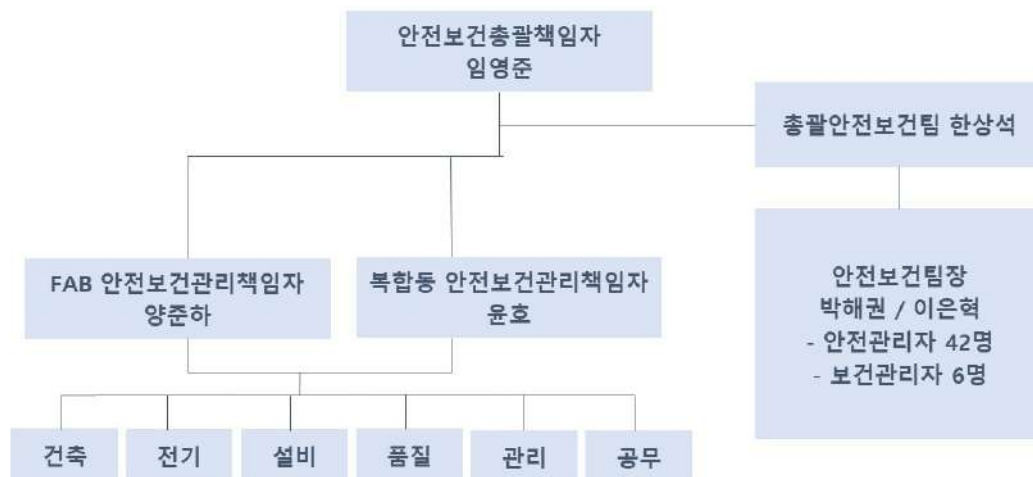 안전보건총괄책임자
임영준
총괄안전보건팀 한상석
FAB 안전보건관리책임자
양준하
복합동 안전보건관리책임자
윤호
안전보건팀장
박해권 / 이은혁
- 안전관리자 42명
- 보건관리자 6명
건축
전기
설비
품질
관리
공무